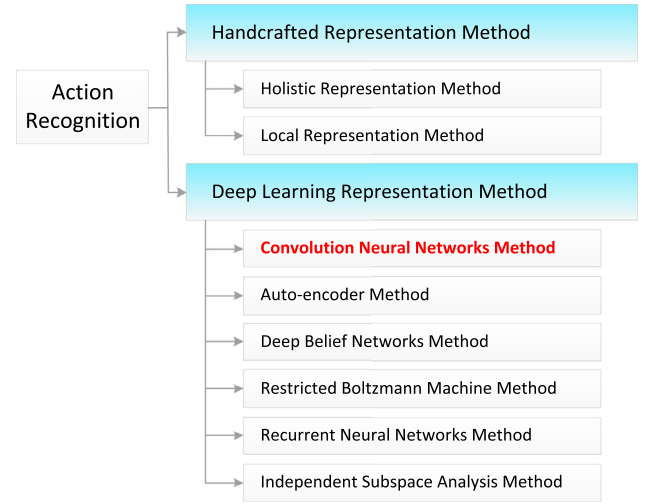 Action
Recognition
Handcrafted Representation Method
Holistic Representation Method
Local Representation Method
Deep Learning Representation Method
Convolution Neural Networks Method
Auto-encoder Method
Deep Belief Networks Method
Restricted Boltzmann Machine Method
Recurrent Neural Networks Method
Independent Subspace Analysis Method